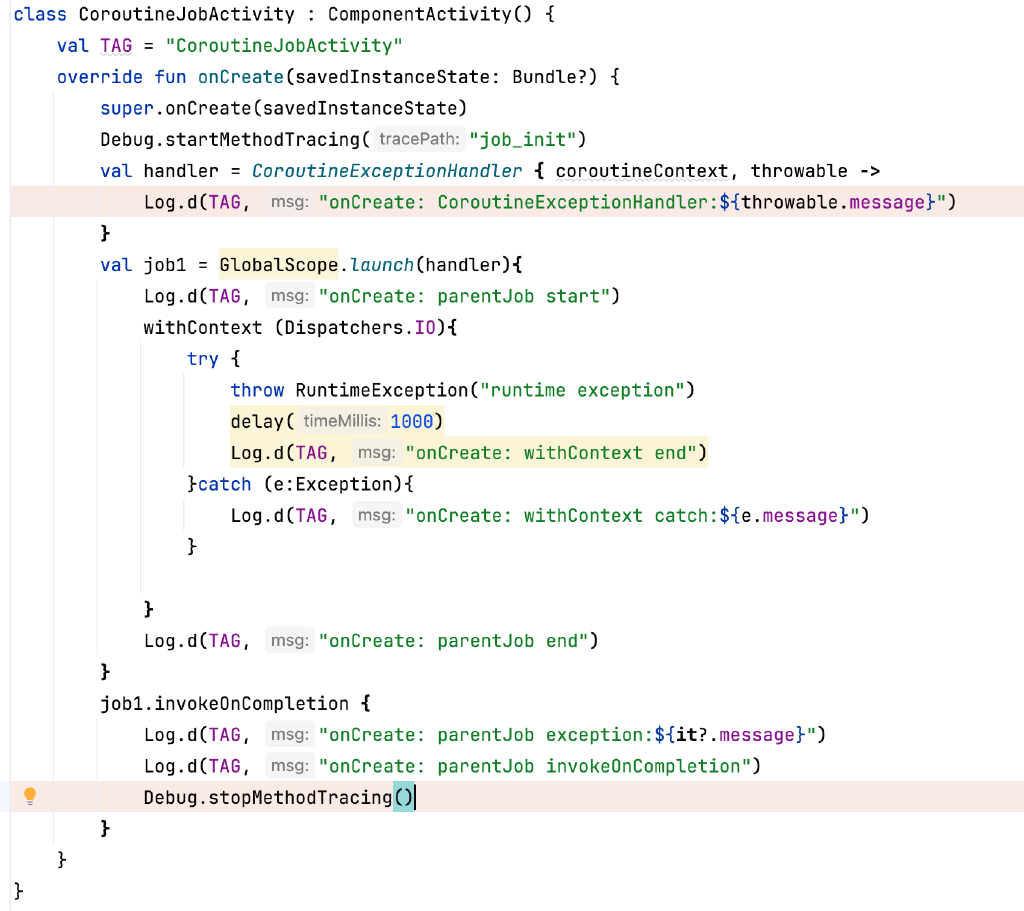 class CoroutineJobActivity : ComponentActivity() {
    val TAG = "CoroutineJobActivity"
    override fun onCreate(savedInstanceState: Bundle?) {
        super.onCreate(savedInstanceState)
        Debug.startMethodTracing( tracePath: "job_init")
        val handler = CoroutineExceptionHandler { coroutineContext, throwable ->
            Log.d(TAG,  msg: "onCreate: CoroutineExceptionHandler:${throwable.message}")
        }
        val job1 = GlobalScope.launch(handler){
            Log.d(TAG,  msg: "onCreate: parentJob start")
            withContext (Dispatchers.IO){
                try {
                    throw RuntimeException("runtime exception")
                    delay( timeMillis: 1000)
                    Log.d(TAG,  msg: "onCreate: withContext end")
                }catch (e:Exception){
                    Log.d(TAG,  msg: "onCreate: withContext catch:${e.message}")
                }
            }
            Log.d(TAG,  msg: "onCreate: parentJob end")
        }
        job1.invokeOnCompletion {
            Log.d(TAG,  msg: "onCreate: parentJob exception:${it?.message}")
            Log.d(TAG,  msg: "onCreate: parentJob invokeOnCompletion")
            Debug.stopMethodTracing()
        }
    }
}